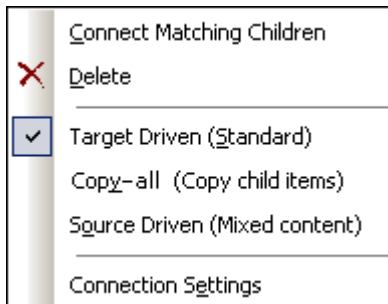 Connect Matching Children
Delete
Target Driven (Standard)
Copy-all (Copy child items)
Source Driven (Mixed content)
Connection Settings